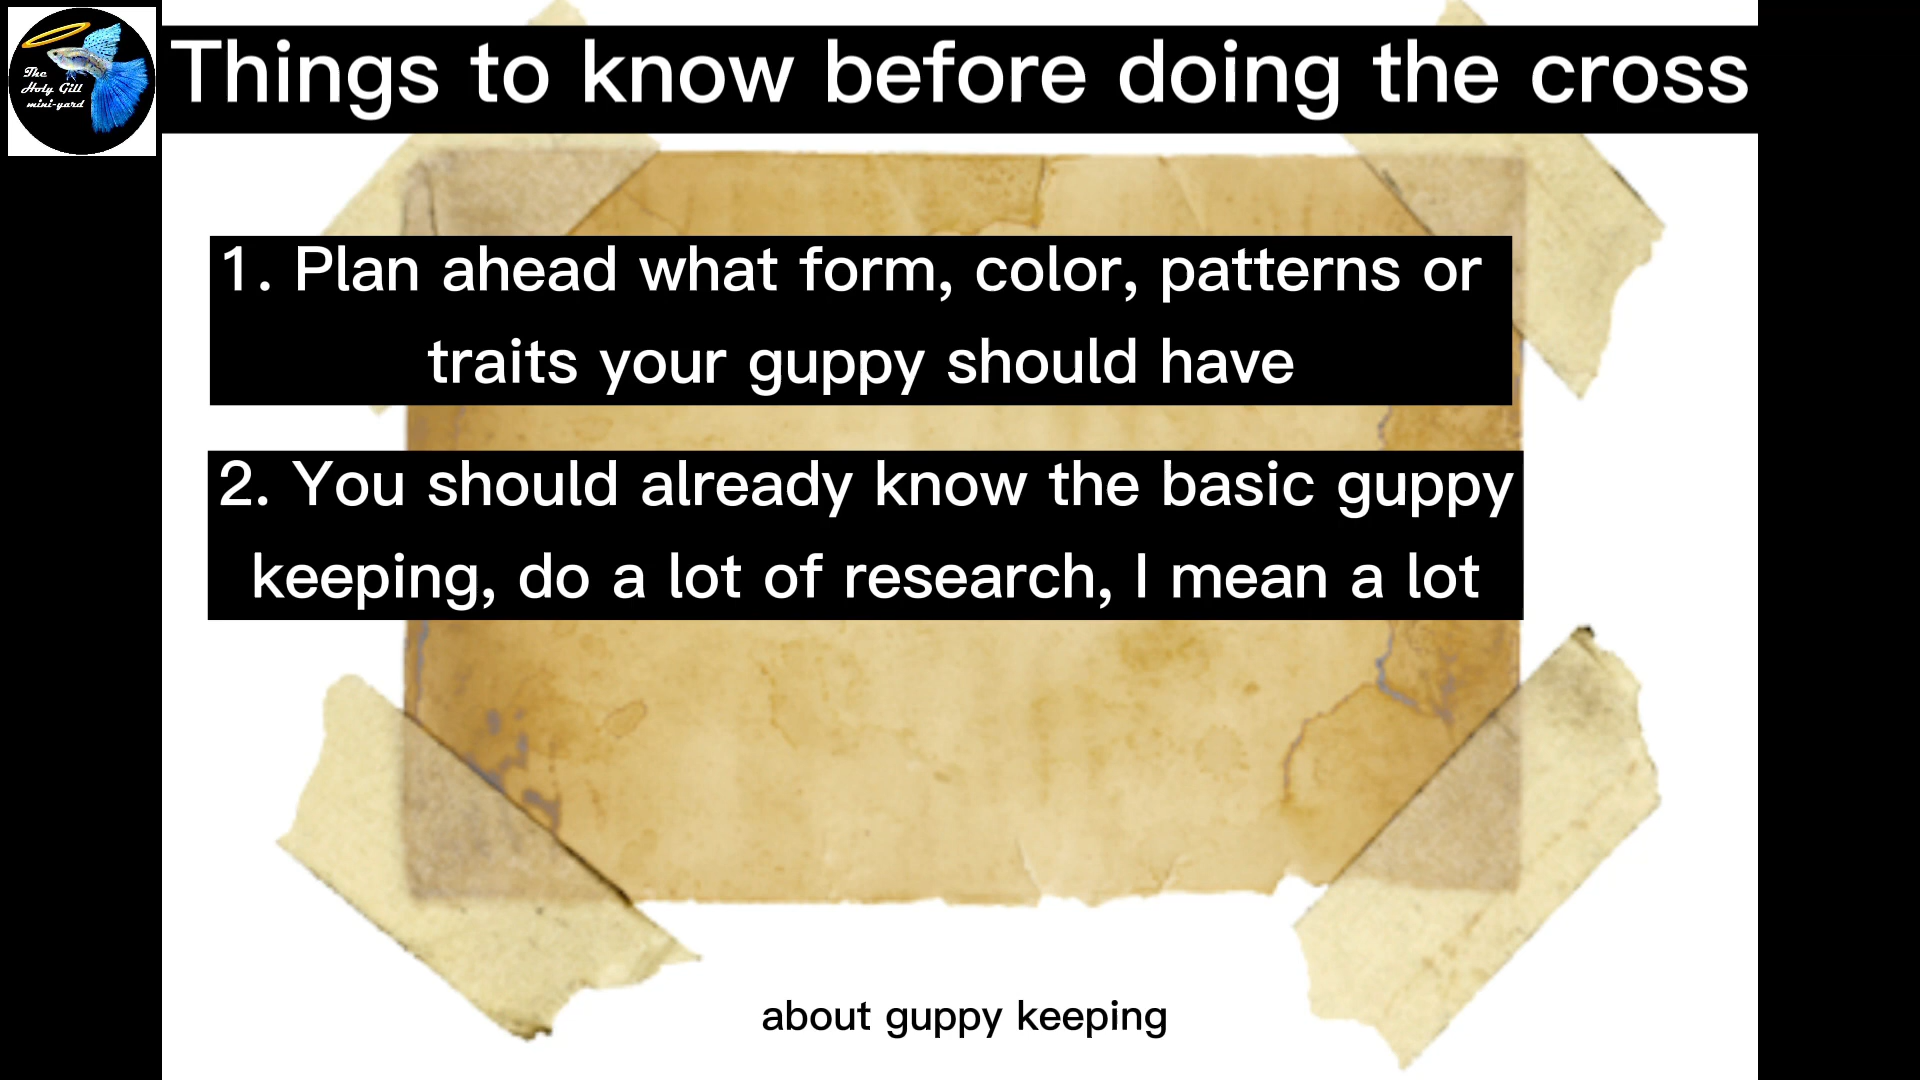 The
Holy Gill
mini-yard
Things to know before doing the cross
1. Plan ahead what form, color, patterns or
traits your guppy should have
2. You should already know the basic guppy
keeping, do a lot of research, I mean a lot
about guppy keeping